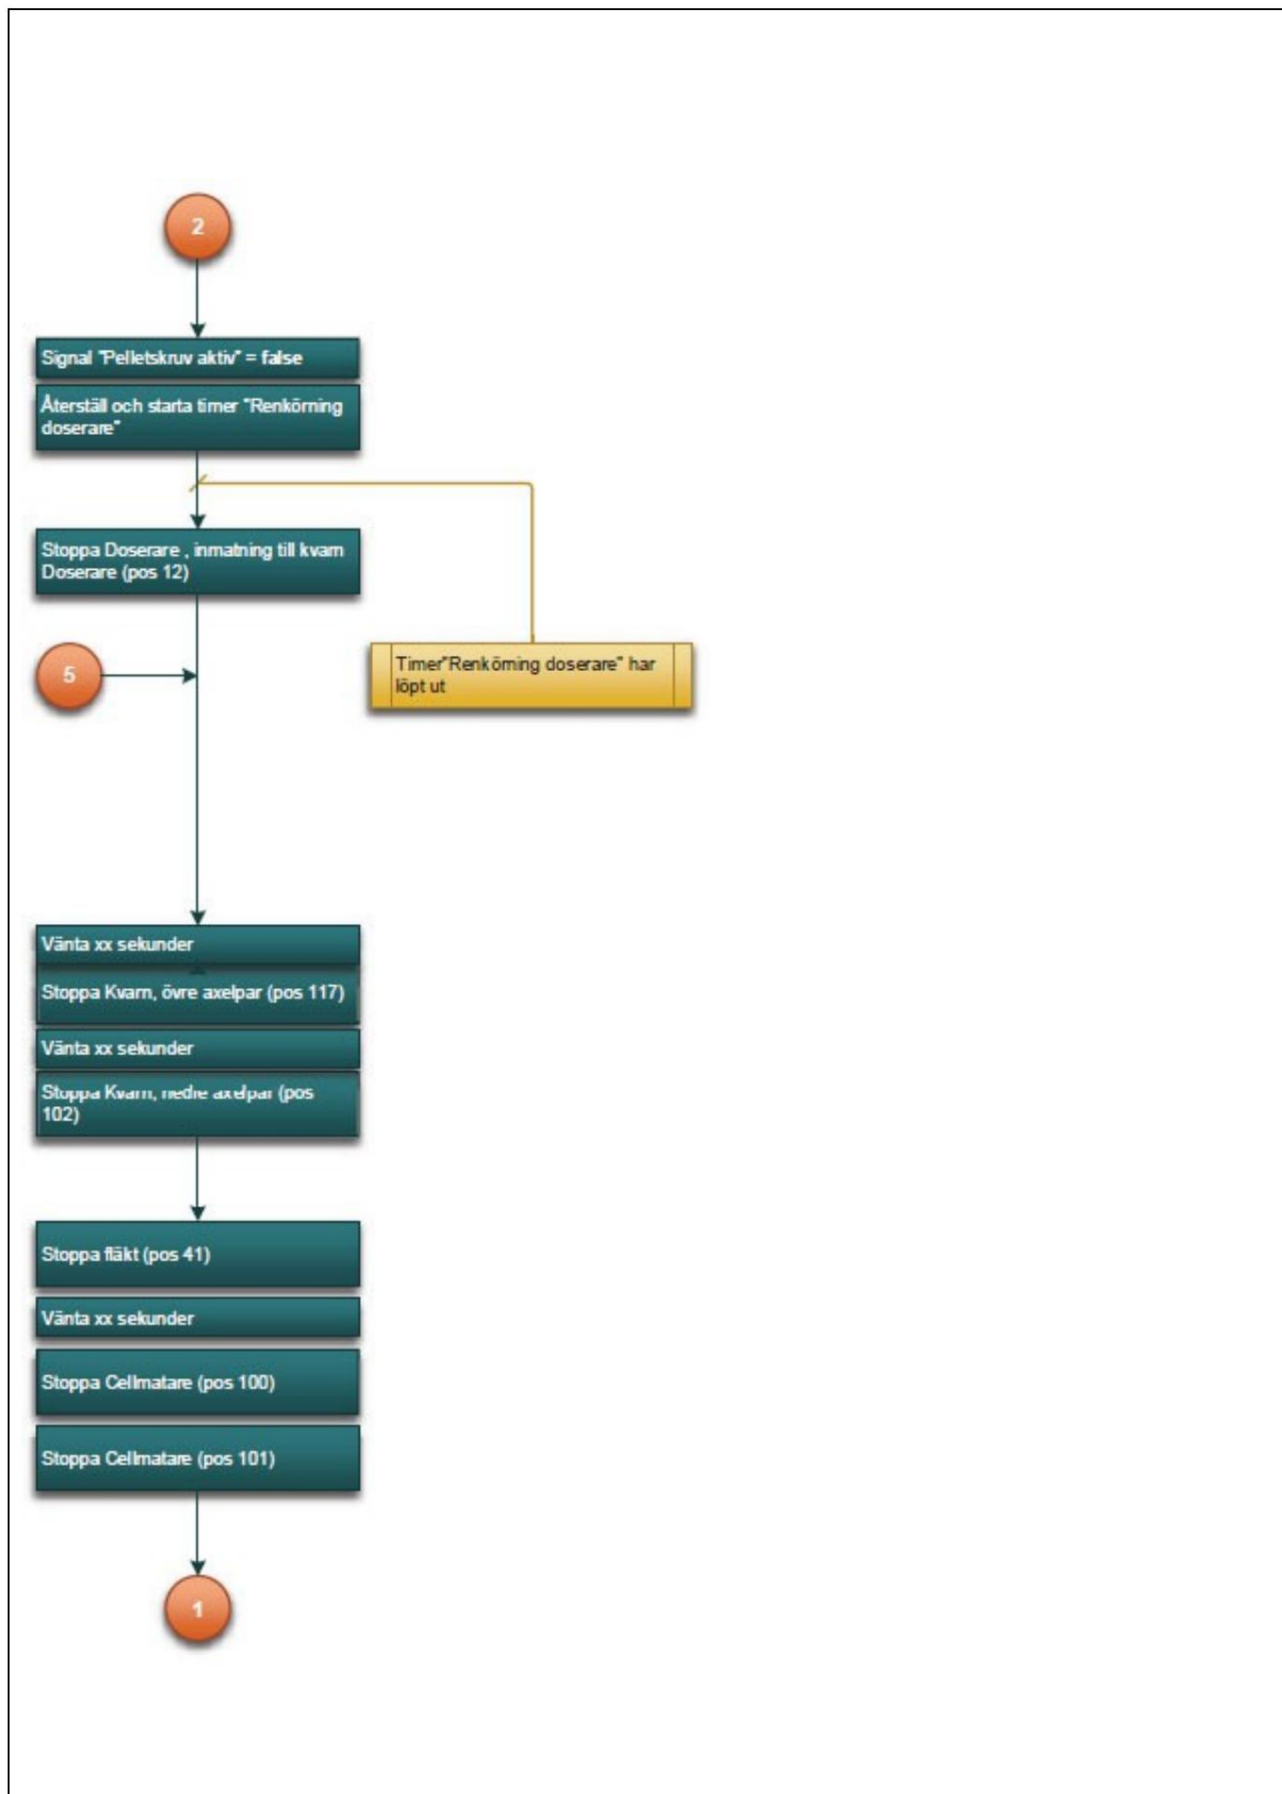 2
Signal "Pelletskruv aktiv" = false
Återställ och starta timer "Renkörning
doserare"
Stoppa Doserare , inmatning till kvarn
Doserare (pos 12)
5
Timer"Renkörning doserare" har
löpt ut
Vänta xx sekunder
Stoppa Kvarn, övre axelpar (pos 117)
Vänta xx sekunder
Stoppa Kvarn, nedre axelpar (pos
102)
Stoppa fläkt (pos 41)
Vänta xx sekunder
Stoppa Cellmatare (pos 100)
Stoppa Cellmatare (pos 101)
1